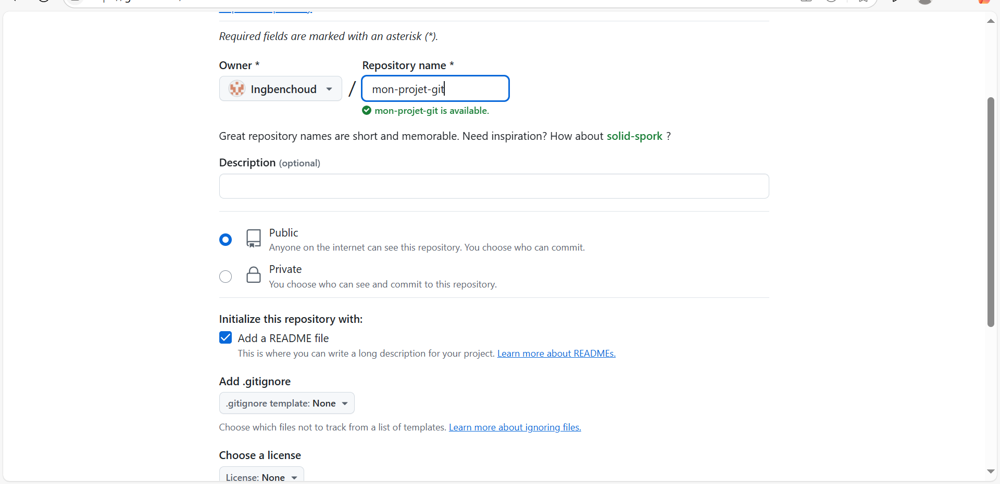 Required fields are marked with an asterisk (*).
Owner *
Repository name *
Ingbenchoud
/
mon-projet-git
mon-projet-git is available.
Great repository names are short and memorable. Need inspiration? How about solid-spork ?
Description (optional)
Public
Anyone on the internet can see this repository. You choose who can commit.
Private
You choose who can see and commit to this repository.
Initialize this repository with:
Add a README file
This is where you can write a long description for your project. Learn more about READMEs.
Add .gitignore
.gitignore template: None
Choose which files not to track from a list of templates. Learn more about ignoring files.
Choose a license
License: None